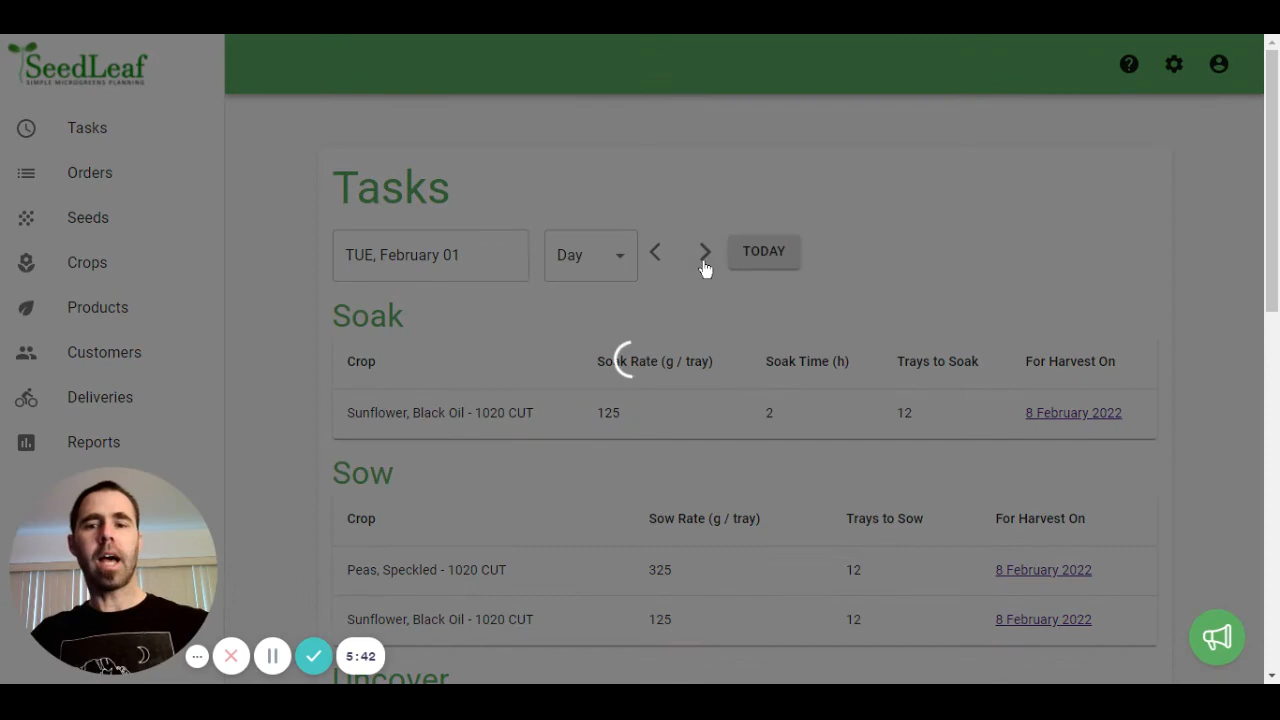 SeedLeaf
SIMPLE MICROGREENS PLANNING
Tasks
Orders
Seeds
Crops
Products
Customers
Deliveries
Reports
Tasks
TUE, February 01
Day
TODAY
Soak
Crop Soak Rate (g / tray) Soak Time (h) Trays to Soak For Harvest On
Sunflower, Black Oil - 1020 CUT 125 2 12 8 February 2022
Sow
Crop Sow Rate (g / tray) Trays to Sow For Harvest On
Peas, Speckled - 1020 CUT 325 12 8 February 2022
Sunflower, Black Oil - 1020 CUT 125 12 8 February 2022
Uncover
5:42